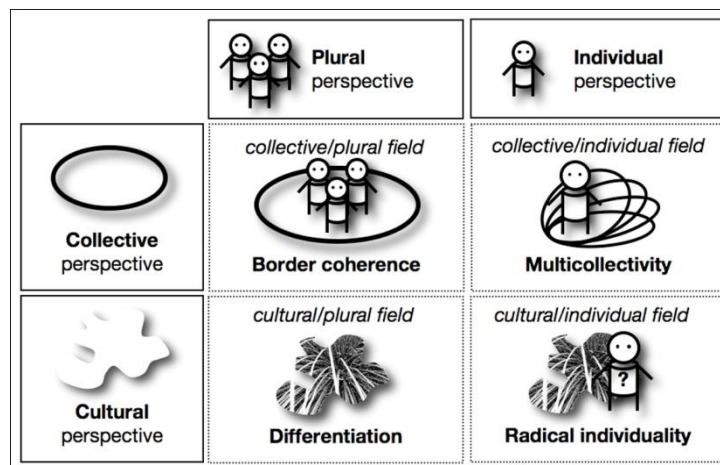 Plural
perspective
Individual
perspective
Collective
perspective
collective/plural field
Border coherence
collective/individual field
Multicollectivity
Cultural
perspective
cultural/plural field
Differentiation
cultural/individual field
?
Radical individuality